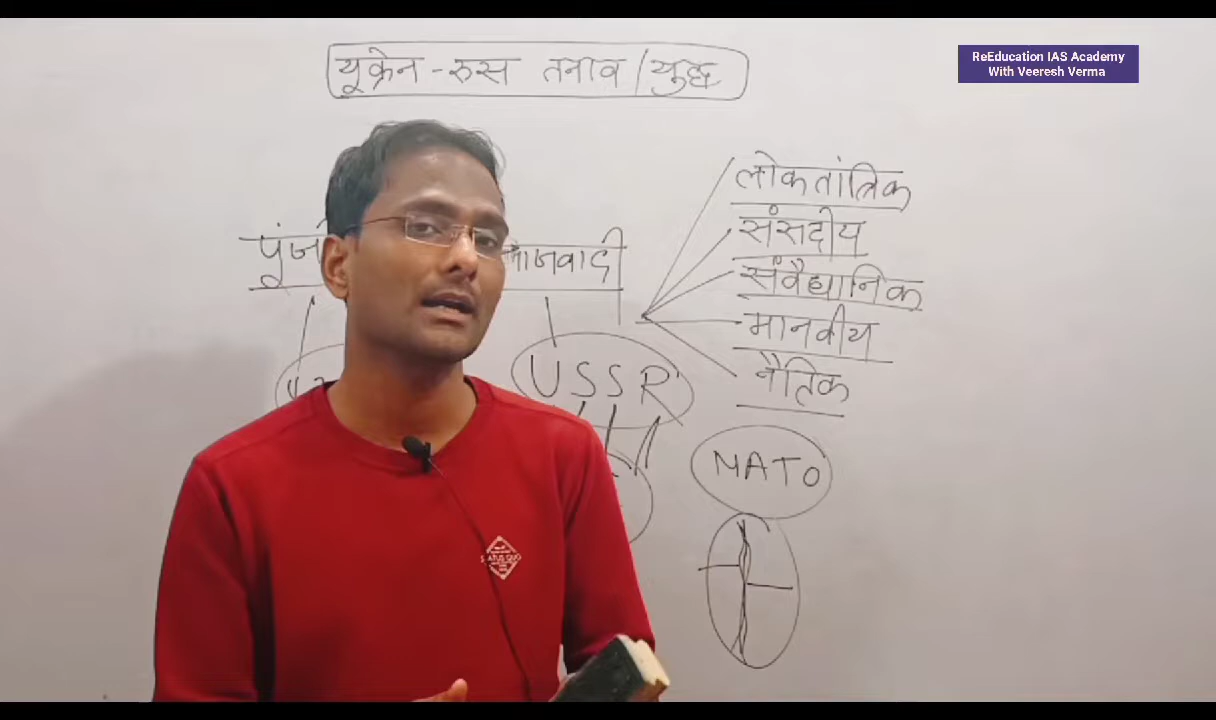 यूक्रेन-रुस तनाव/युद्ध
ReEducation IAS Academy
With Veeresh Verma
लोकतांत्रिक
संसदीय
संवैधानिक
मानवीय
नैतिक
USSR
NATO